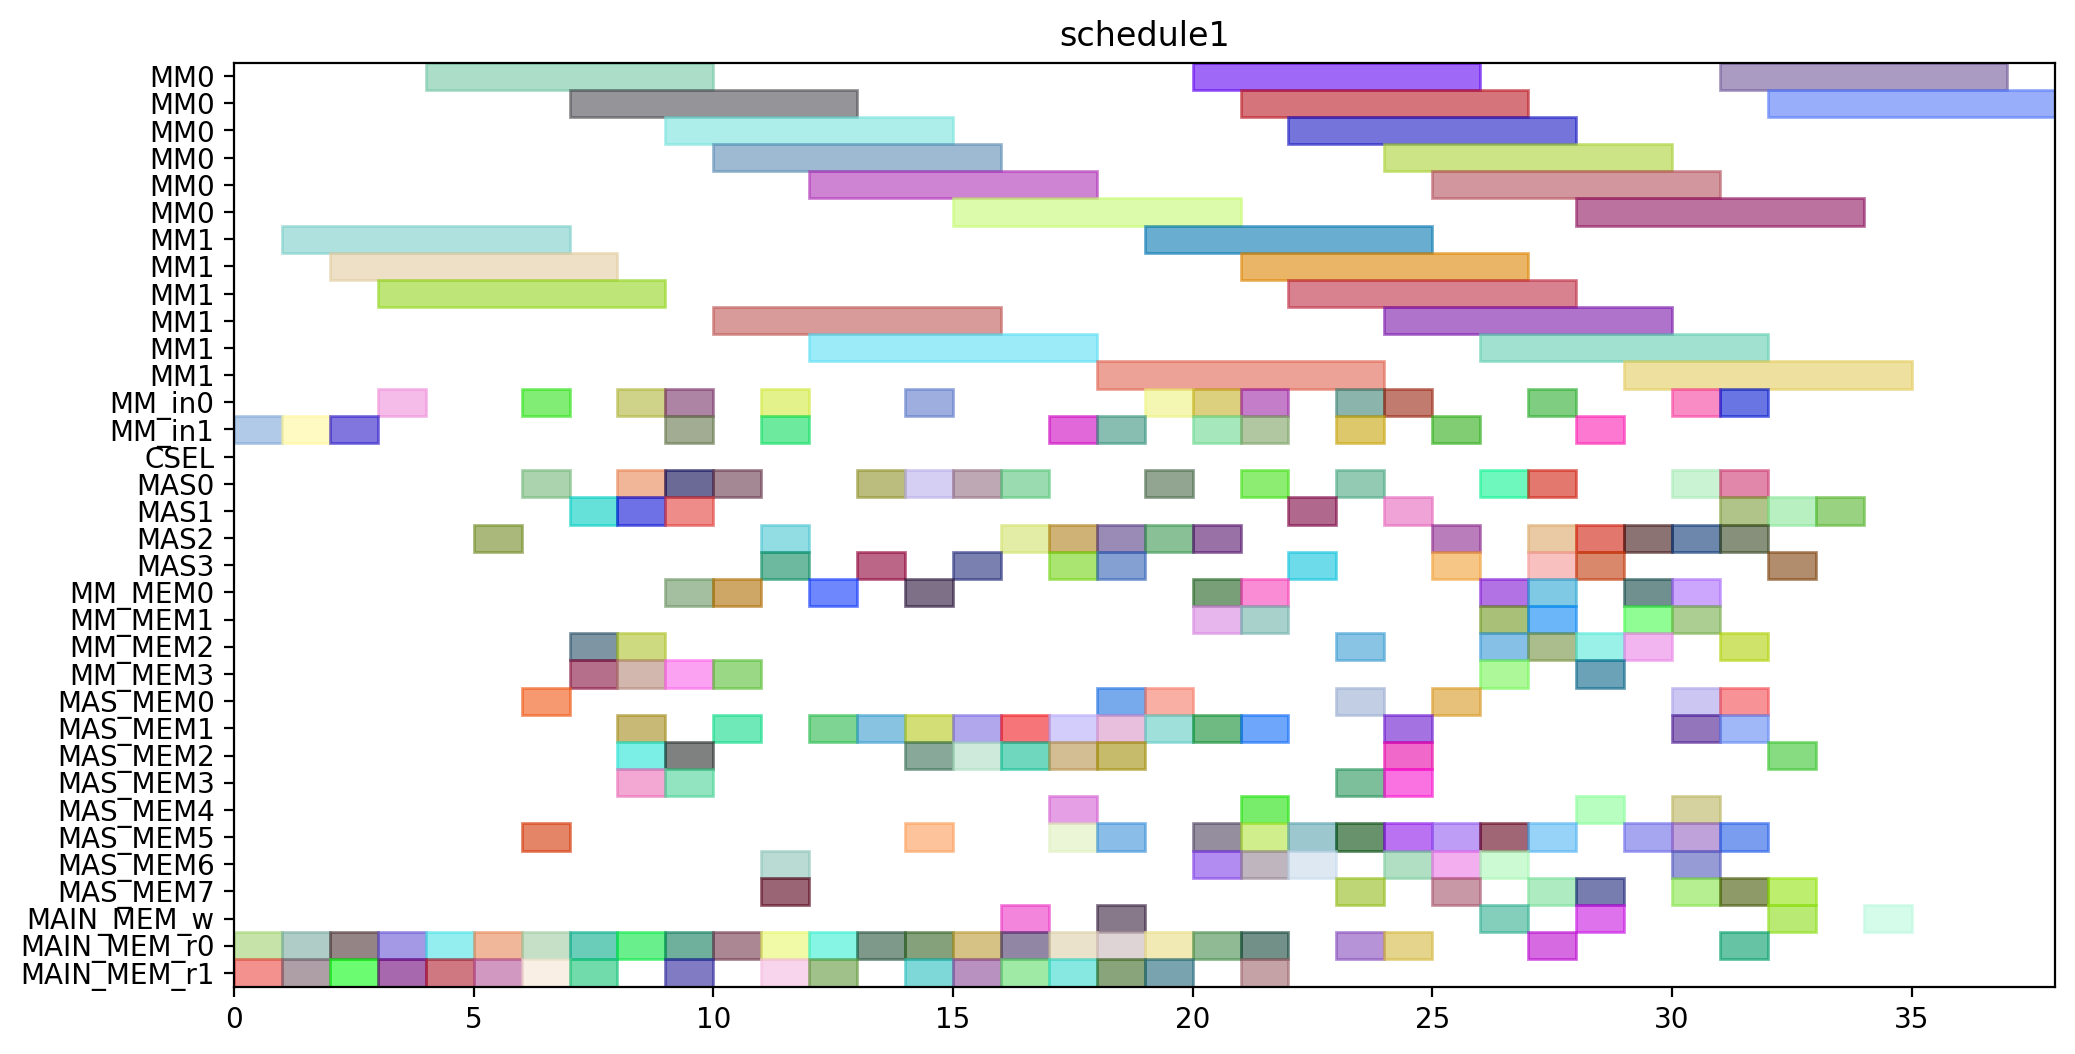 schedule1
MM0
MM0
MM0
MM0
MM0
MM0
MM1
MM1
MM1
MM1
MM1
MM1
MM_in0
MM_in1
CSEL
MAS0
MAS1
MAS2
MAS3
MM_MEM0
MM_MEM1
MM_MEM2
MM_MEM3
MAS_MEM0
MAS_MEM1
MAS_MEM2
MAS_MEM3
MAS_MEM4
MAS_MEM5
MAS_MEM6
MAS_MEM7
MAIN_MEM_w
MAIN_MEM_r0
MAIN_MEM_r1
0 5 10 15 20 25 30 35